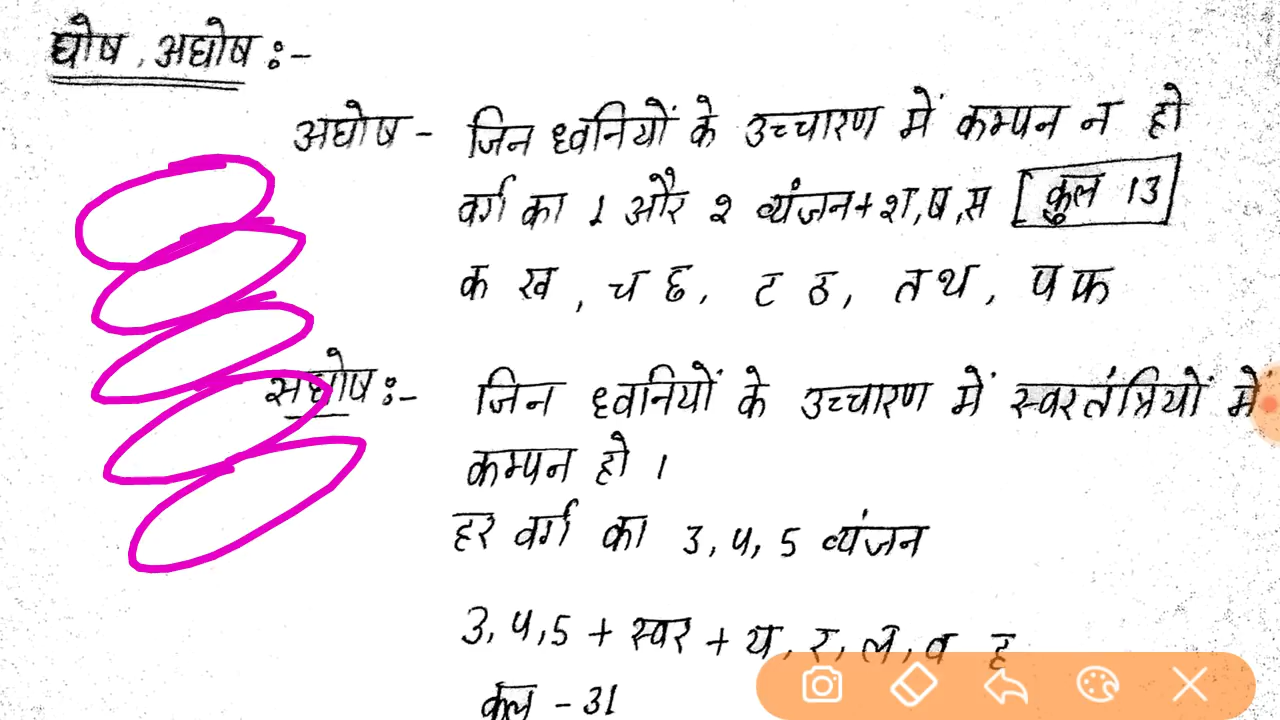 घोष, अघोष :-
अघोष - जिन ध्वनियों के उच्चारण में कम्पन न हो
वर्ग का 1 और 2 व्यंजन + श, ष, स [कुल 13]
क ख, च छ, ट ठ, त थ, प फ
सघोष :- जिन ध्वनियों के उच्चारण में स्वरतंत्रियों में
कम्पन हो ।
हर वर्ग का 3, 4, 5 व्यंजन
3, 4, 5 + स्वर + य, र, ल, व ह
कुल - 31